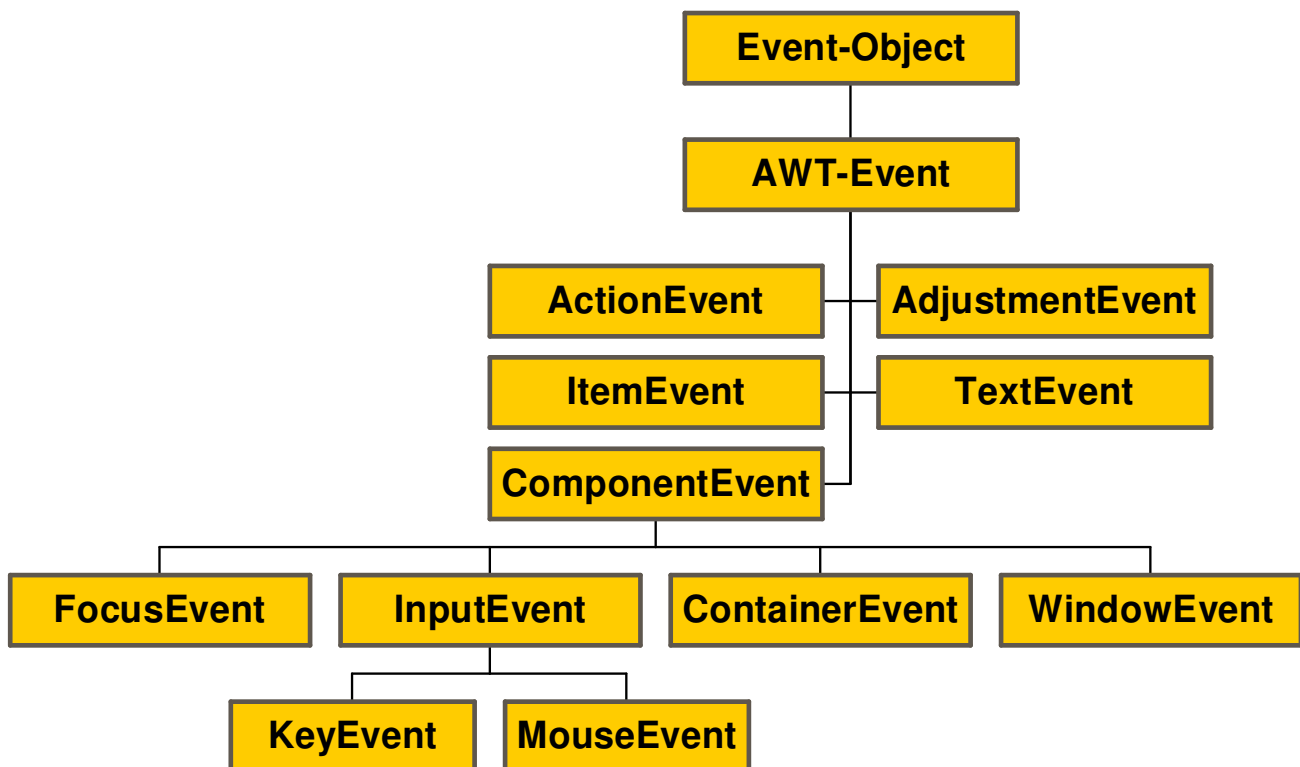 Event-Object
AWT-Event
ActionEvent
AdjustmentEvent
ItemEvent
TextEvent
ComponentEvent
FocusEvent
InputEvent
ContainerEvent
WindowEvent
KeyEvent
MouseEvent